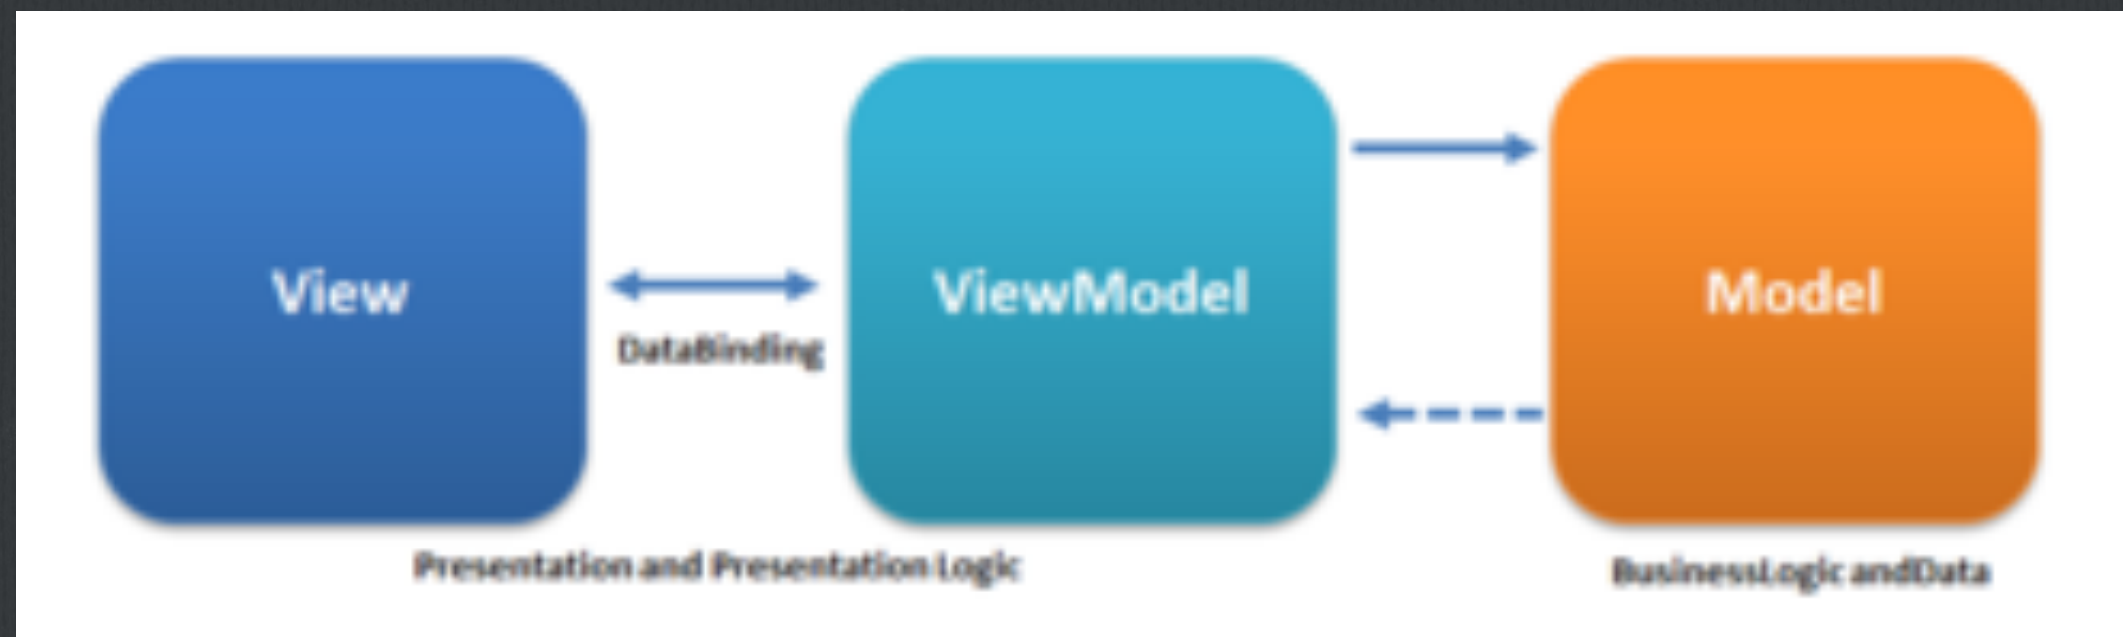 View
ViewModel
Model
DataBinding
Presentation and Presentation Logic
BusinessLogic andData